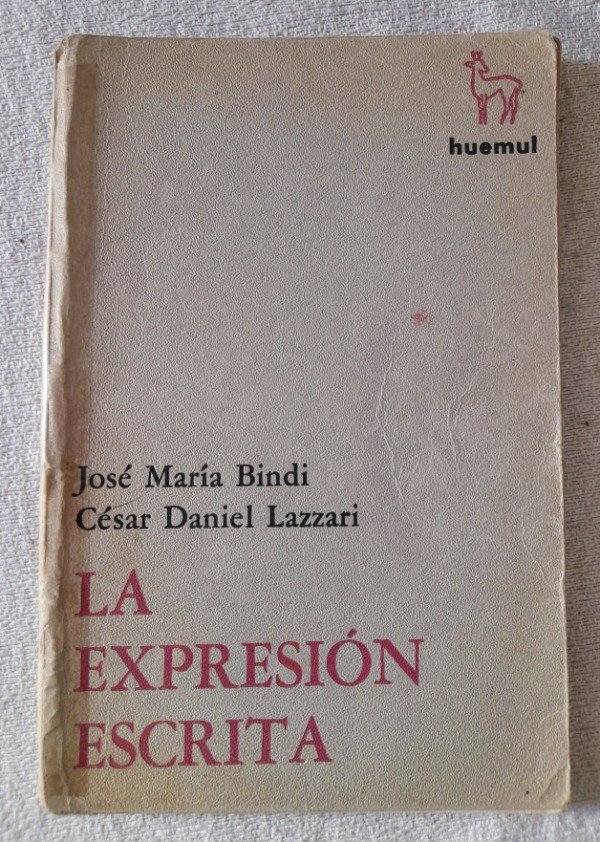 huemul
José María Bindi
César Daniel Lazzari
LA
EXPRESIÓN
ESCRITA